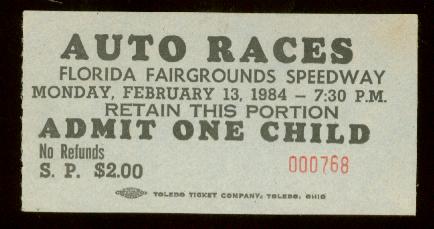 AUTO RACES
FLORIDA FAIRGROUNDS SPEEDWAY
MONDAY, FEBRUARY 13, 1984 – 7:30 P.M.
RETAIN THIS PORTION
ADMIT ONE CHILD
No Refunds
S. P. $2.00
000768
TOLEDO TICKET COMPANY, TOLEDO, OHIO